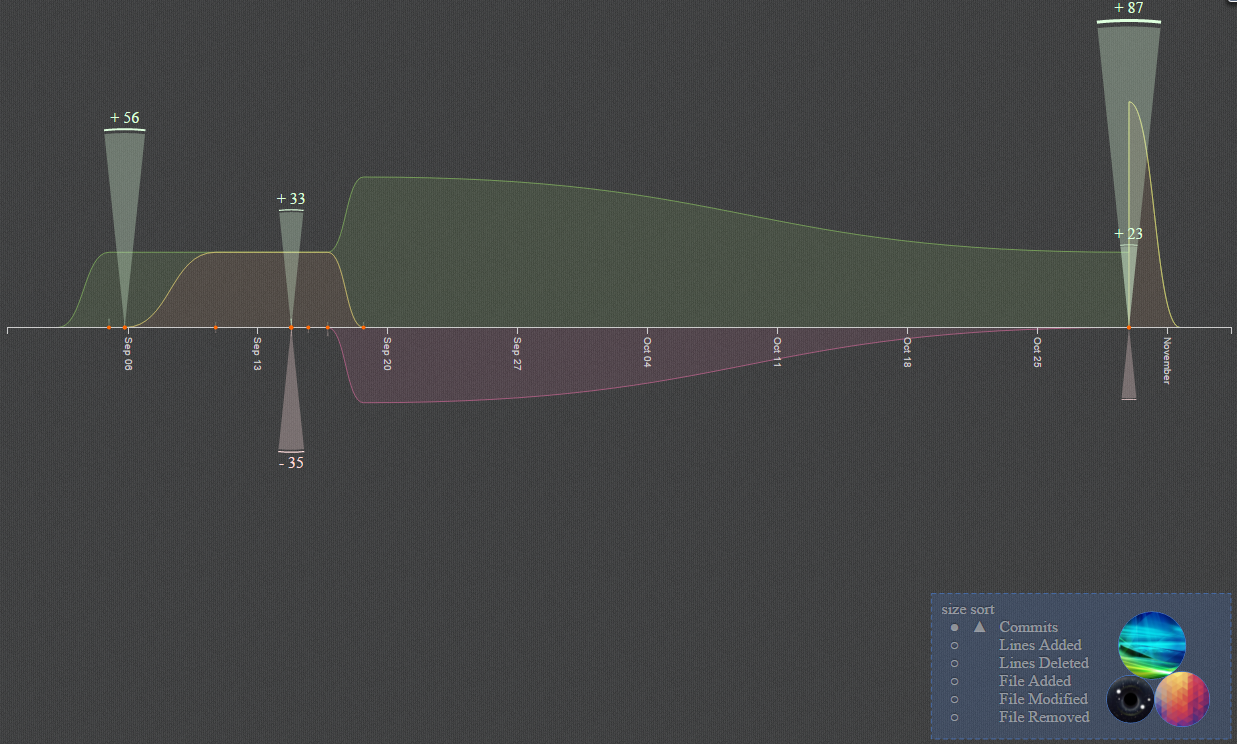 + 87
+ 56
+ 33
+ 23
Sep 06
Sep 13
Sep 20
Sep 27
Oct 04
Oct 11
Oct 18
Oct 25
November
- 35
size sort
Commits
Lines Added
Lines Deleted
File Added
File Modified
File Removed